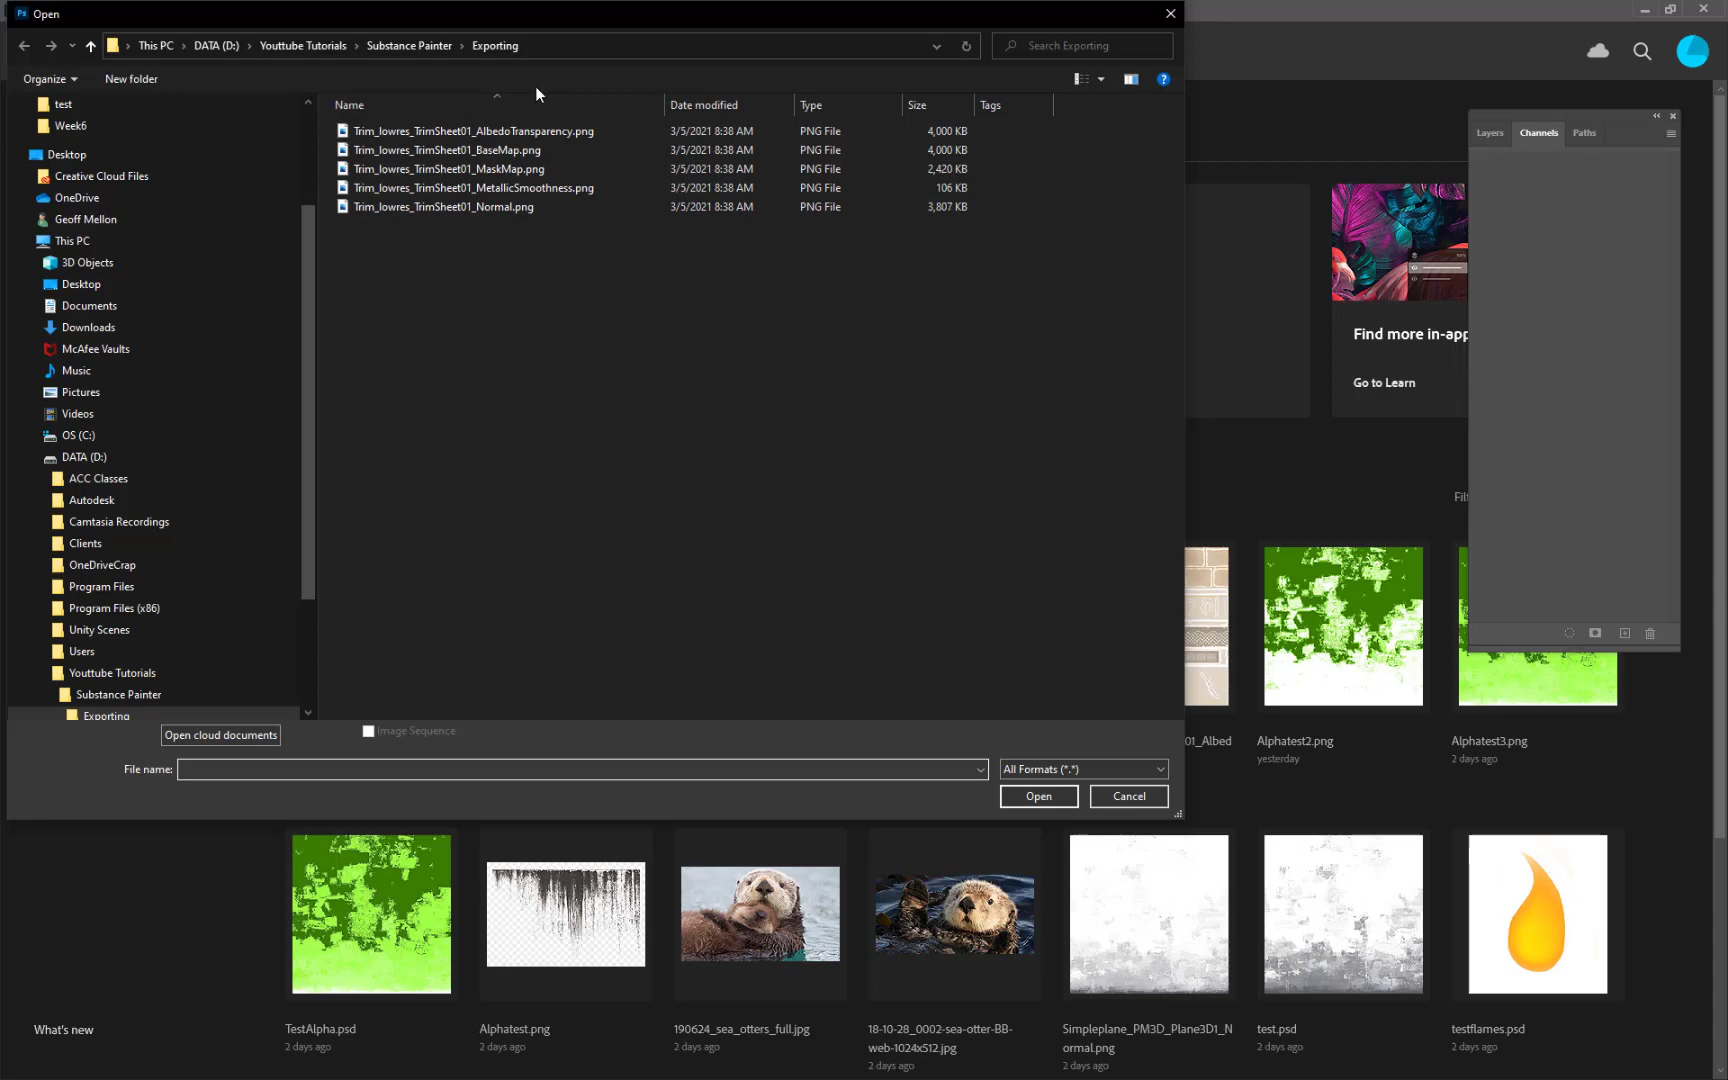 Ps Open
This PC > DATA (D:) > Youttube Tutorials > Substance Painter > Exporting
Search Exporting
Organize
New folder
Name
Date modified
Type
Size
Tags
Trim_lowres_TrimSheet01_AlbedoTransparency.png 3/5/2021 8:38 AM PNG File 4,000 KB
Trim_lowres_TrimSheet01_BaseMap.png 3/5/2021 8:38 AM PNG File 4,000 KB
Trim_lowres_TrimSheet01_MaskMap.png 3/5/2021 8:38 AM PNG File 2,420 KB
Trim_lowres_TrimSheet01_MetallicSmoothness.png 3/5/2021 8:38 AM PNG File 106 KB
Trim_lowres_TrimSheet01_Normal.png 3/5/2021 8:38 AM PNG File 3,807 KB
test
Week6
Desktop
Creative Cloud Files
OneDrive
Geoff Mellon
This PC
3D Objects
Desktop
Documents
Downloads
McAfee Vaults
Music
Pictures
Videos
OS (C:)
DATA (D:)
ACC Classes
Autodesk
Camtasia Recordings
Clients
OneDriveCrap
Program Files
Program Files (x86)
Unity Scenes
Users
Youttube Tutorials
Substance Painter
Exporting
Open cloud documents
Image Sequence
File name:
All Formats (*.*)
Open
Cancel
Layers
Channels
Paths
Find more in-app
Go to Learn
Filt
01_Albed
Alphatest2.png
yesterday
Alphatest3.png
2 days ago
What's new
TestAlpha.psd
2 days ago
Alphatest.png
2 days ago
190624_sea_otters_full.jpg
2 days ago
18-10-28_0002-sea-otter-BB-
web-1024x512.jpg
2 days ago
Simpleplane_PM3D_Plane3D1_N
ormal.png
2 days ago
test.psd
2 days ago
testflames.psd
2 days ago